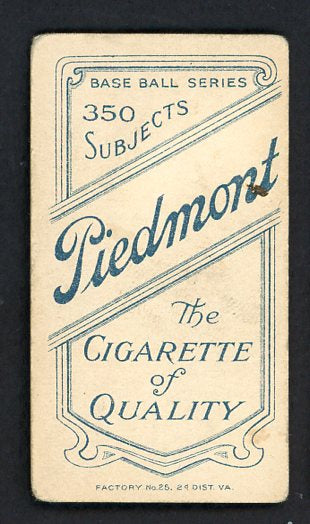 BASE BALL SERIES
350
SUBJECTS
Piedmont
The
CIGARETTE
of
QUALITY
FACTORY No. 25, 2d DIST. VA.